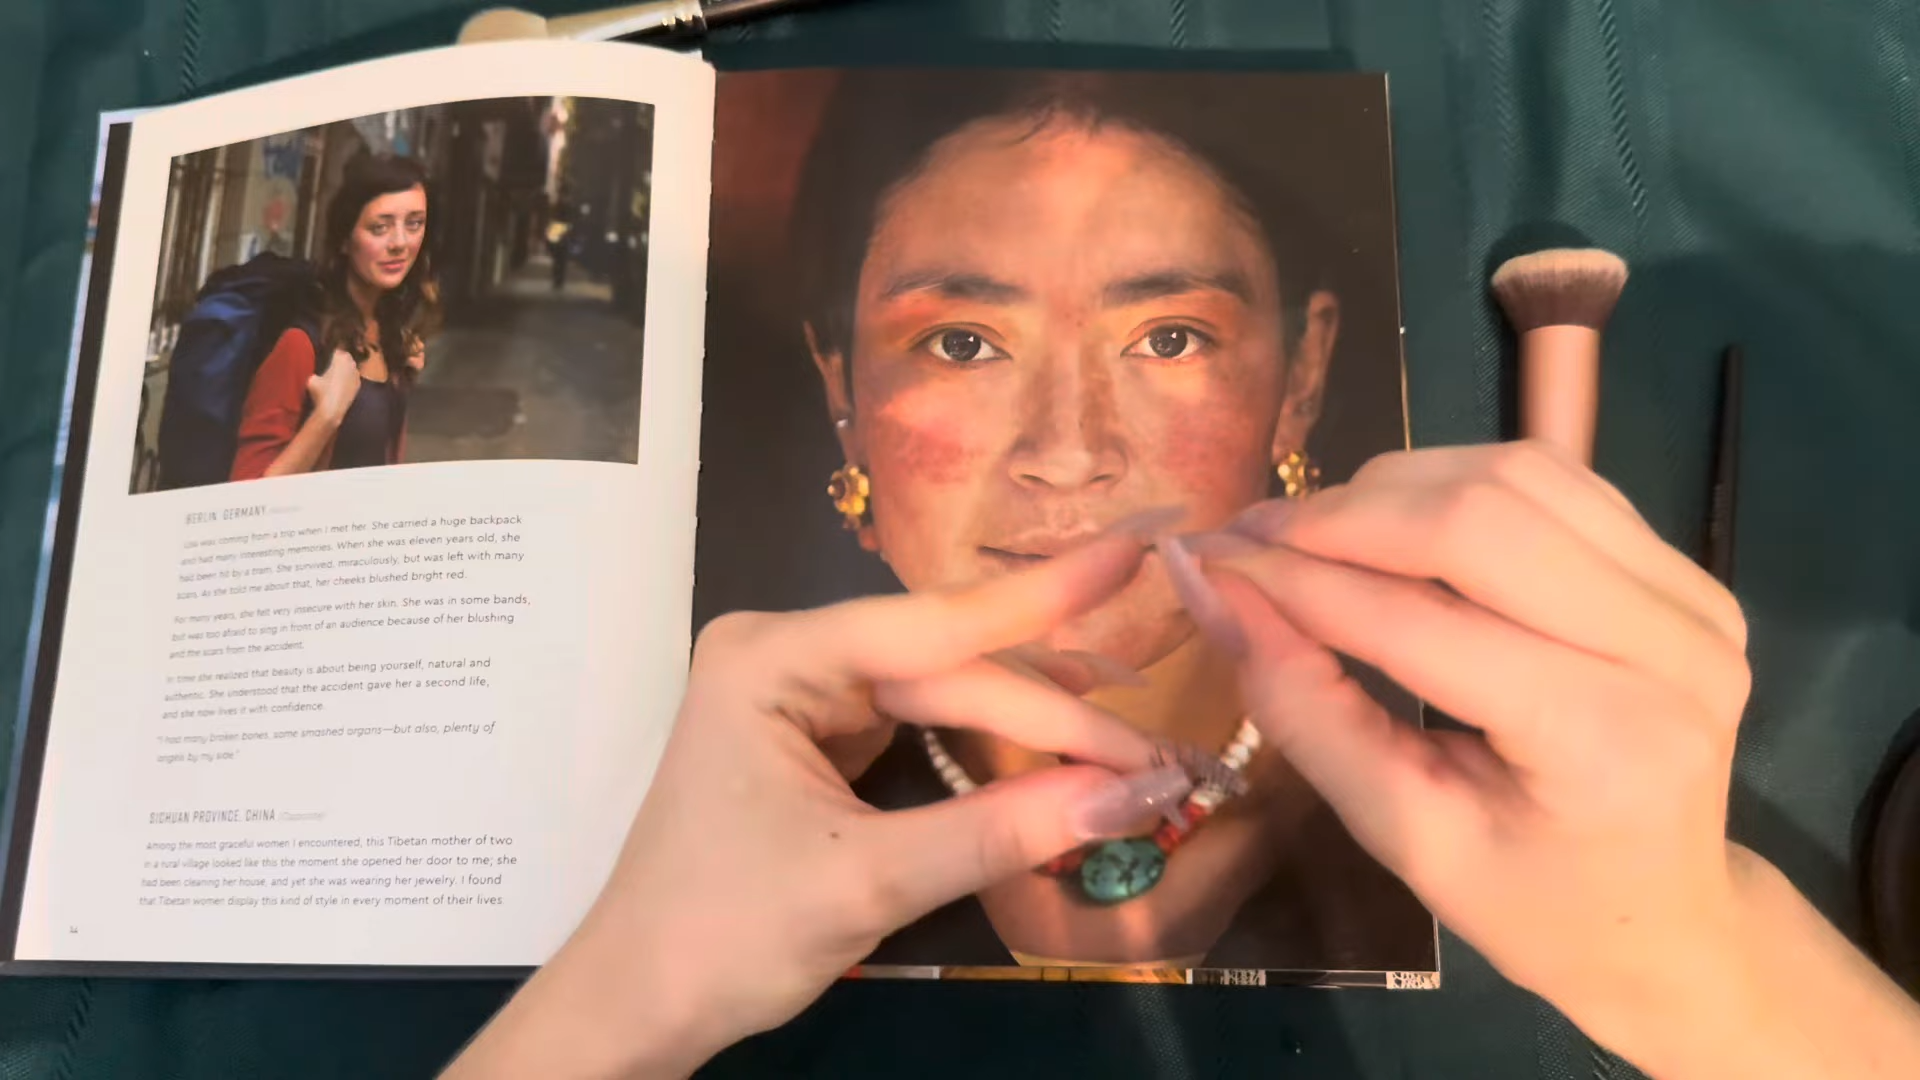 BERLIN, GERMANY
Lisa was coming from a trip when I met her. She carried a huge backpack
and had many interesting memories. When she was eleven years old, she
had been hit by a tram. She survived, miraculously, but was left with many
scars. As she told me about that, her cheeks blushed bright red.
For many years, she felt very insecure with her skin. She was in some bands,
but was too afraid to sing in front of an audience because of her blushing
and the scars from the accident.
In time she realized that beauty is about being yourself, natural and
authentic. She understood that the accident gave her a second life,
and she now lives it with confidence.
"I had many broken bones, some smashed organs—but also, plenty of
angels by my side."
SICHUAN PROVINCE, CHINA (Opposite)
Among the most graceful women I encountered, this Tibetan mother of two
in a rural village looked like this the moment she opened her door to me; she
had been cleaning her house, and yet she was wearing her jewelry. I found
that Tibetan women display this kind of style in every moment of their lives.